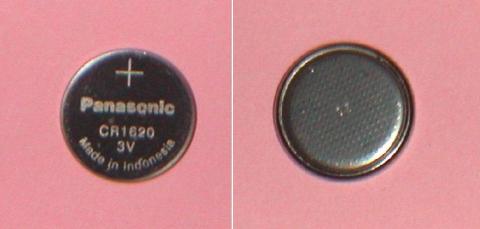 +
Panasonic
CR1620
3V
Made in Indonesia